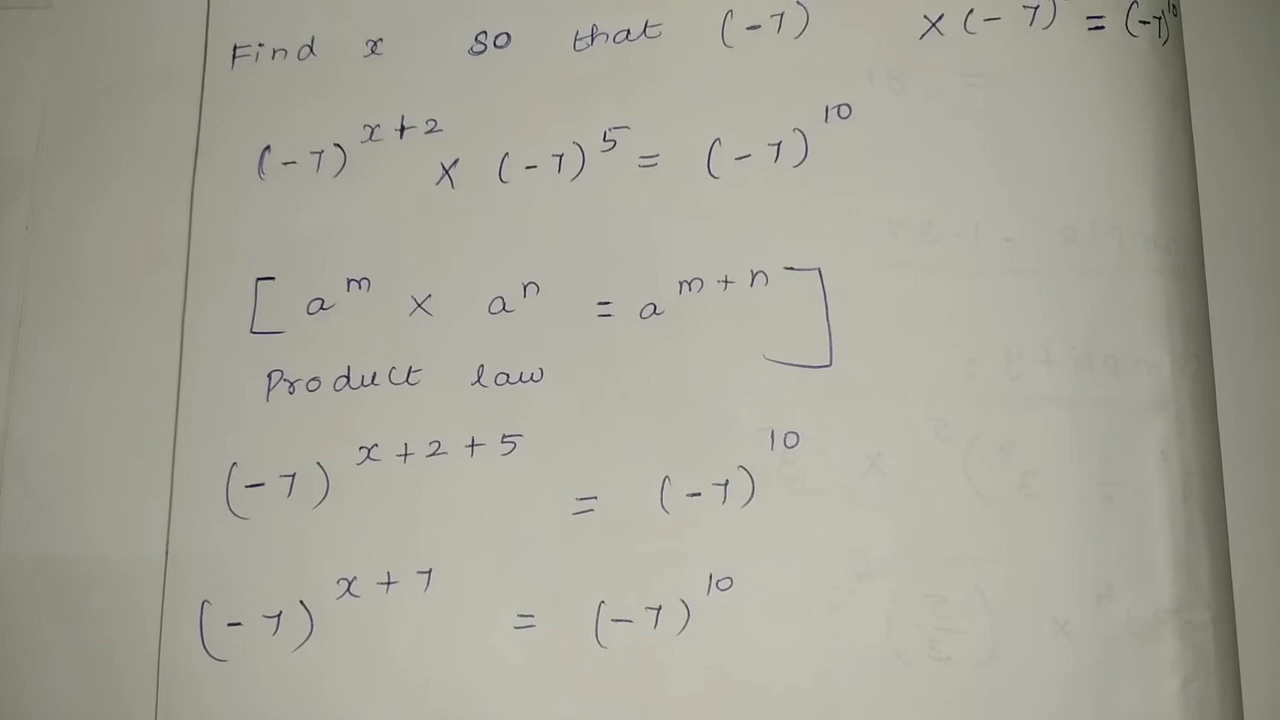 Find x so that (-7) × (-7) = (-7)^10
(-7)^x+2 × (-7)^5 = (-7)^10
[a^m × a^n = a^m+n]
Product law
(-7)^x+2+5 = (-7)^10
(-7)^x+7 = (-7)^10